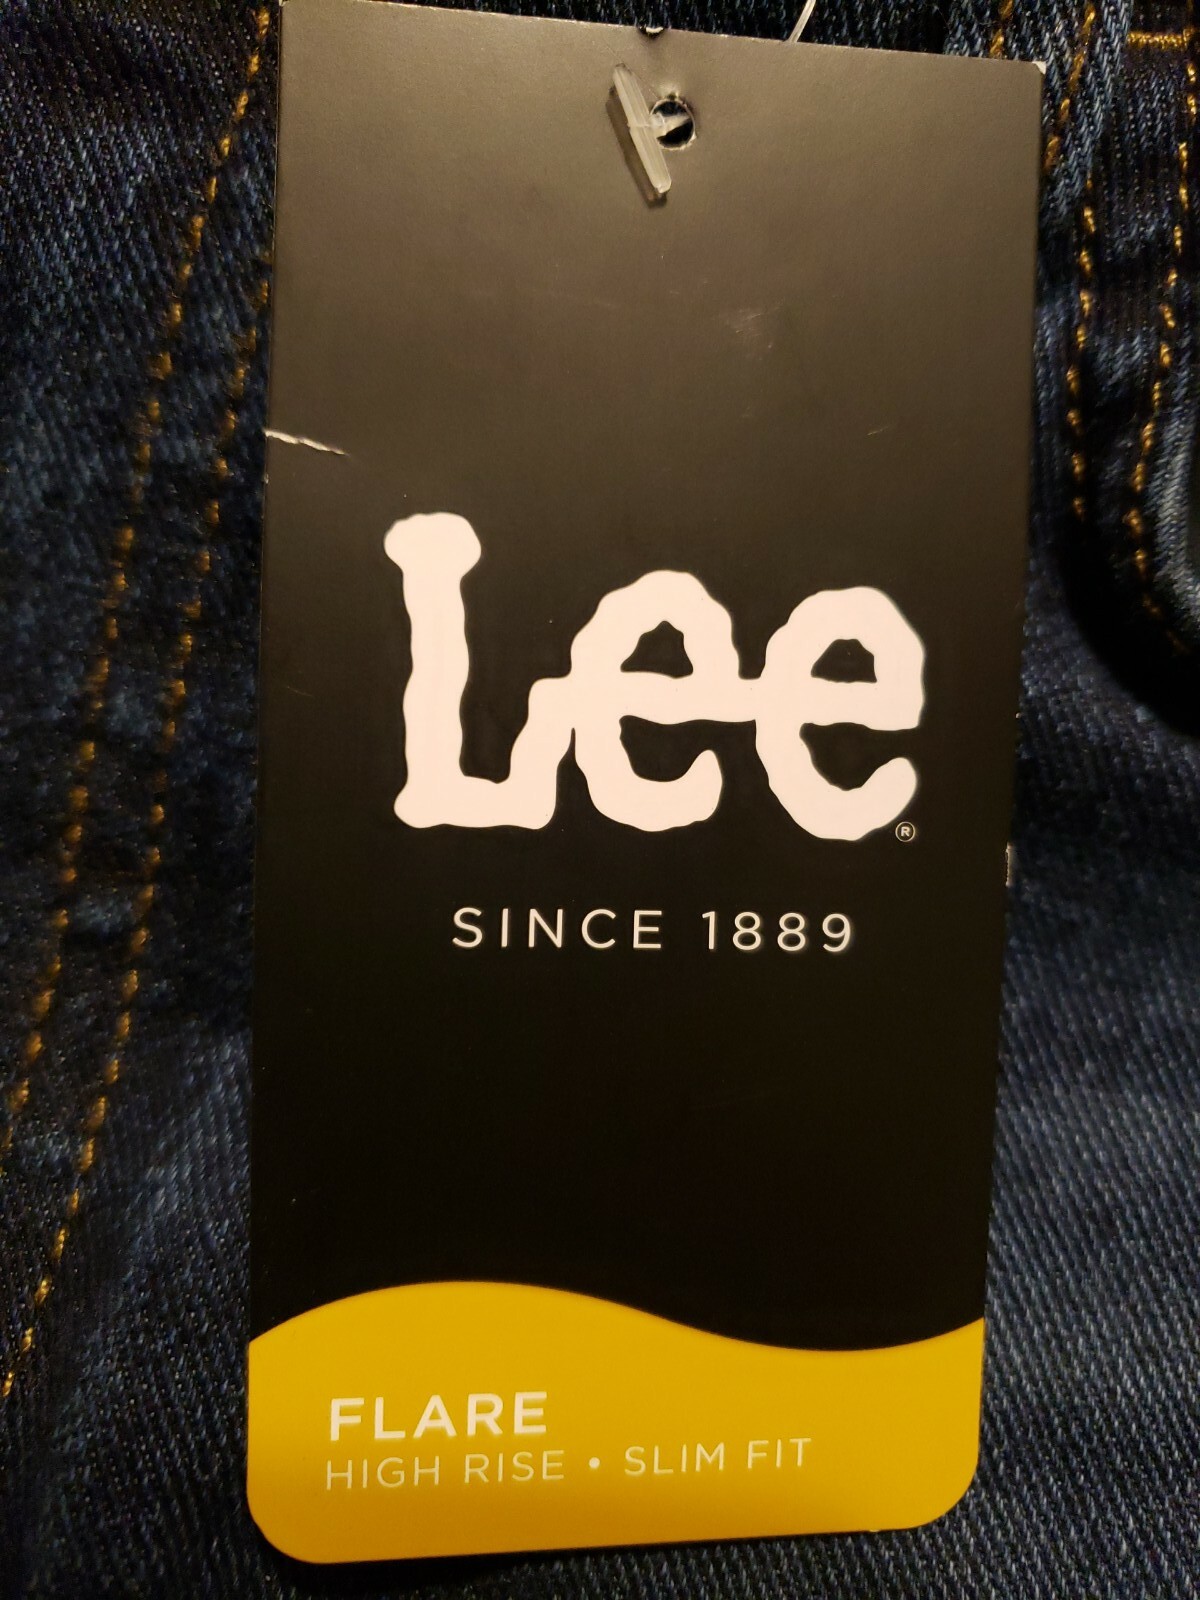 Lee®
SINCE 1889
FLARE
HIGH RISE • SLIM FIT